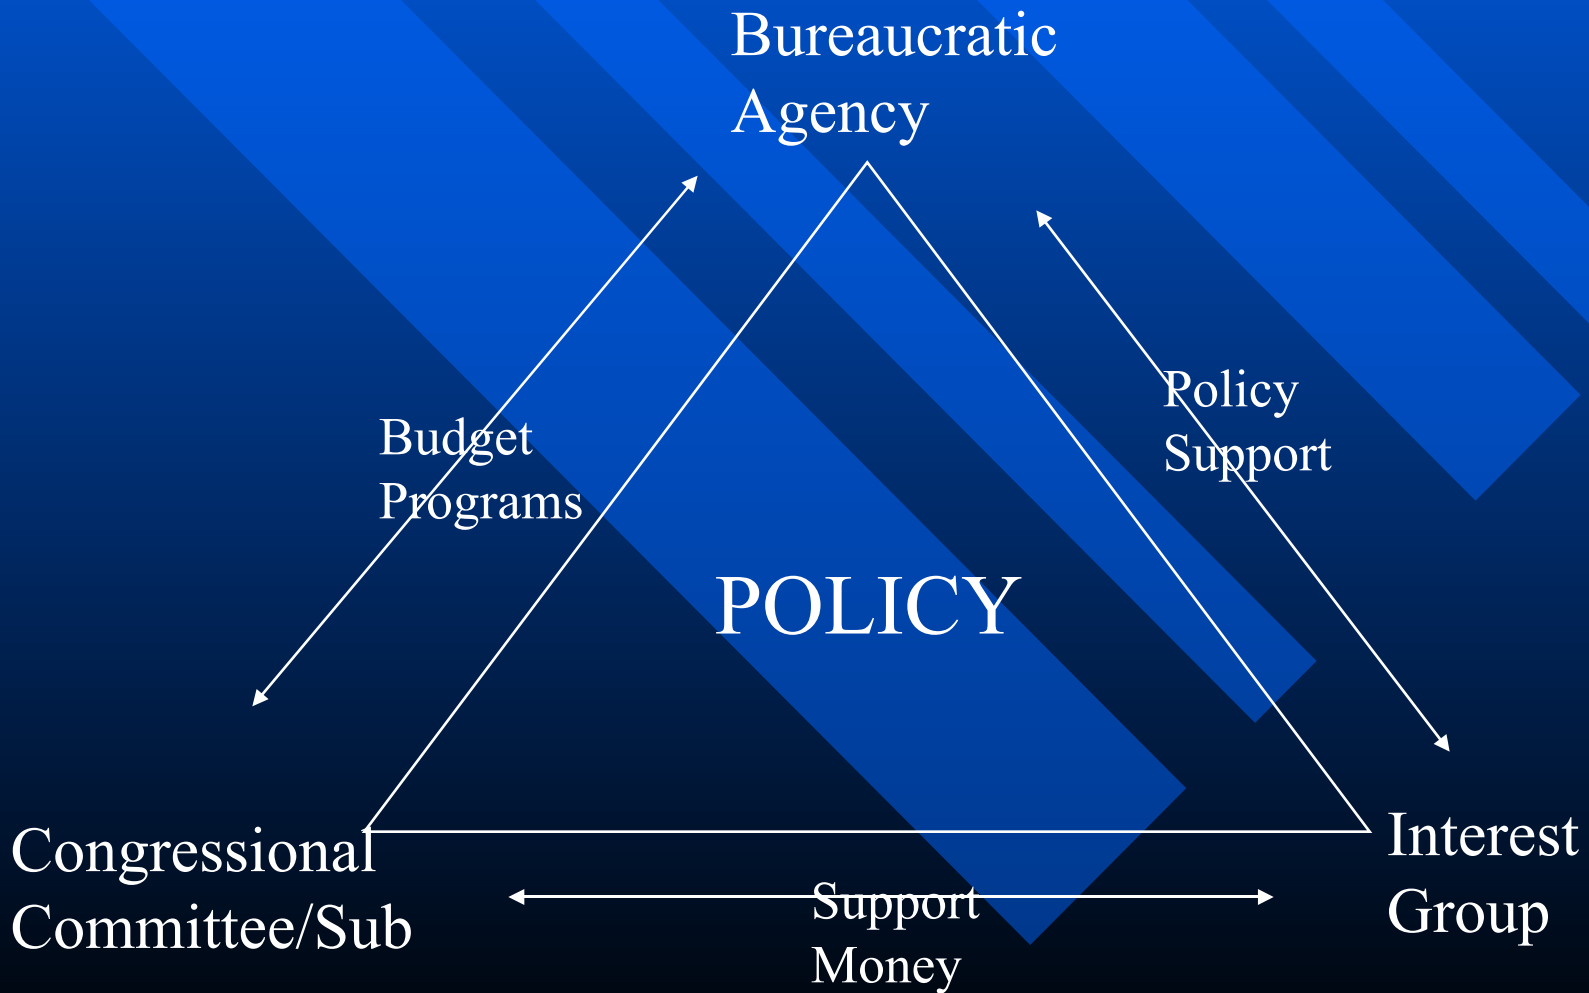 Bureaucratic
Agency
Policy
Support
Budget
Programs
POLICY
Congressional
Committee/Sub
Interest
Group
Support
Money